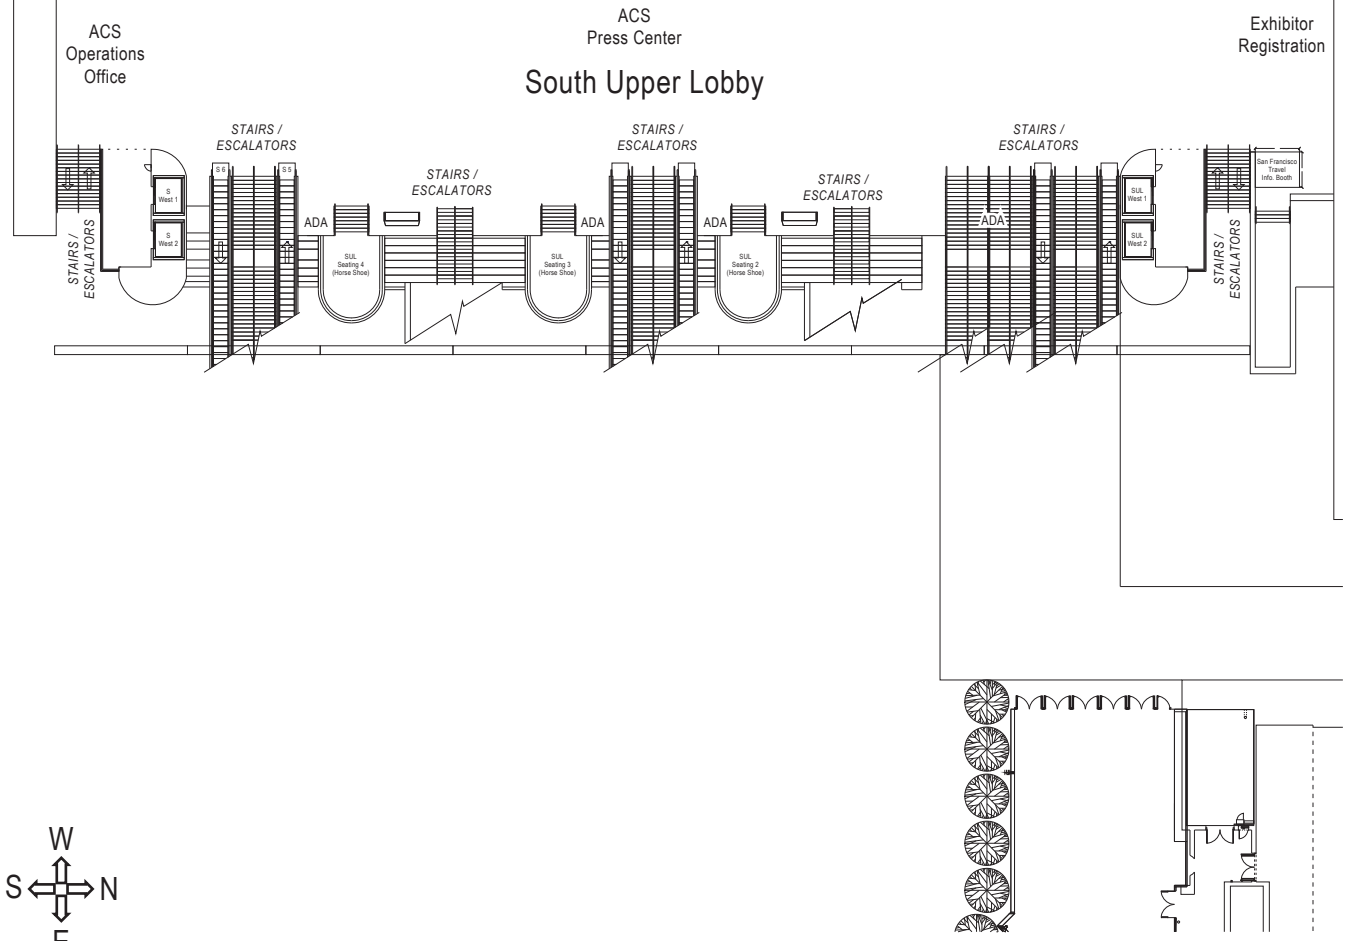 ACS
Operations
Office
ACS
Press Center
Exhibitor
Registration
South Upper Lobby
STAIRS /
ESCALATORS
STAIRS /
ESCALATORS
STAIRS /
ESCALATORS
STAIRS /
ESCALATORS
STAIRS /
ESCALATORS
STAIRS /
ESCALATORS
STAIRS /
ESCALATORS
S 6
S 5
S
West 1
S
West 2
ADA
ADA
ADA
ADA
SUL
Seating 4
(Horse Shoe)
SUL
Seating 3
(Horse Shoe)
SUL
Seating 2
(Horse Shoe)
SUL
West 1
SUL
West 2
San Francisco
Travel
Info. Booth
W
S
N
E